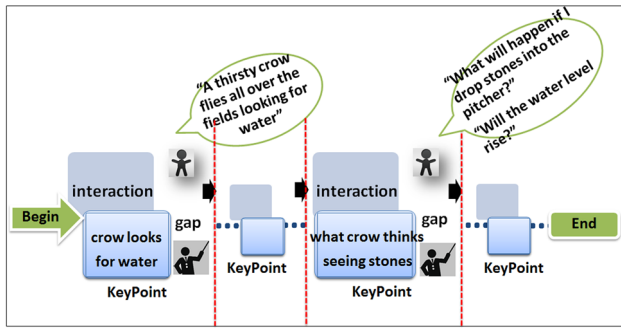 “A thirsty crow
flies all over the
fields looking for
water”
“What will happen if I
drop stones into the
pitcher?”
“Will the water level
rise?”
Begin
interaction
gap
crow looks
for water
KeyPoint
KeyPoint
interaction
gap
what crow thinks
seeing stones
KeyPoint
KeyPoint
End